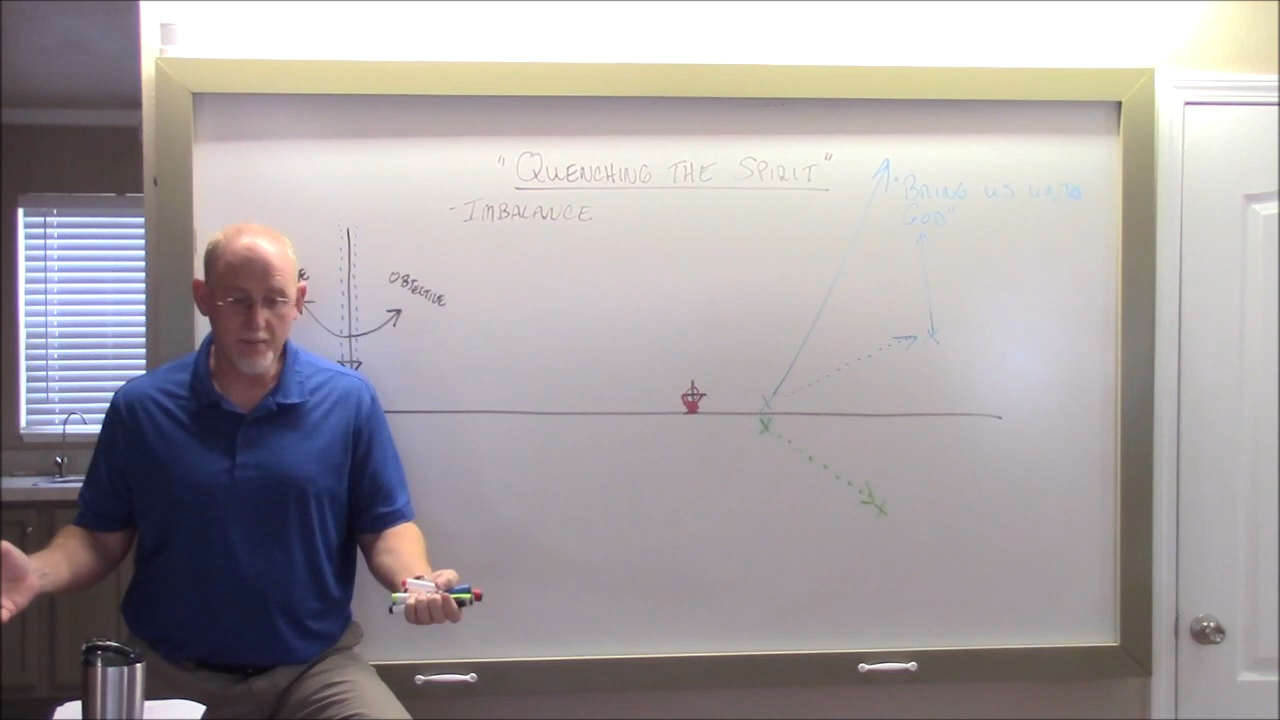 "QUENCHING THE SPIRIT"
-IMBALANCE
"BRING US UNTO
GOD"
OBJECTIVE